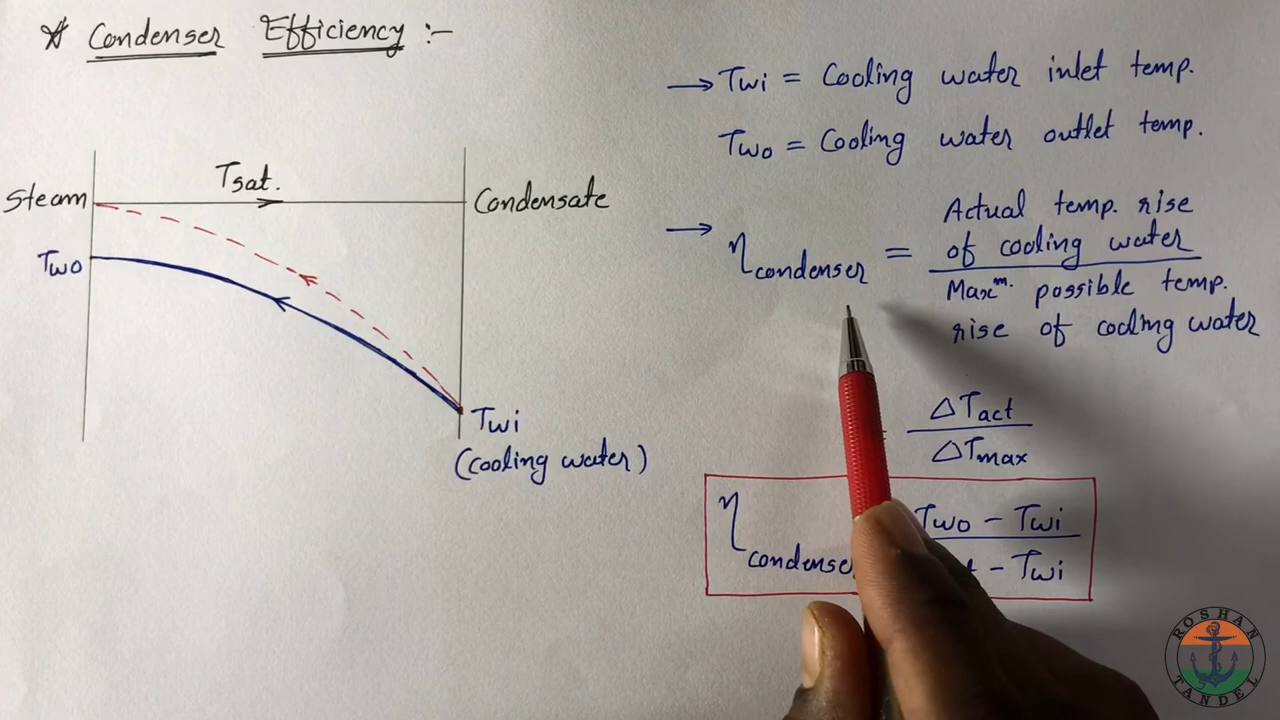 ☆ Condenser Efficiency :-
Tsat.
Steam
Condensate
Two
Twi
(cooling water)
→ Twi = Cooling water inlet temp.
Two = Cooling water outlet temp.
→ η condenser = Actual temp. rise
of cooling water
Maxm. possible temp.
rise of cooling water
ΔTact
ΔTmax
η
condense
Two - Twi
t - Twi
ROSHAN
TANDEL